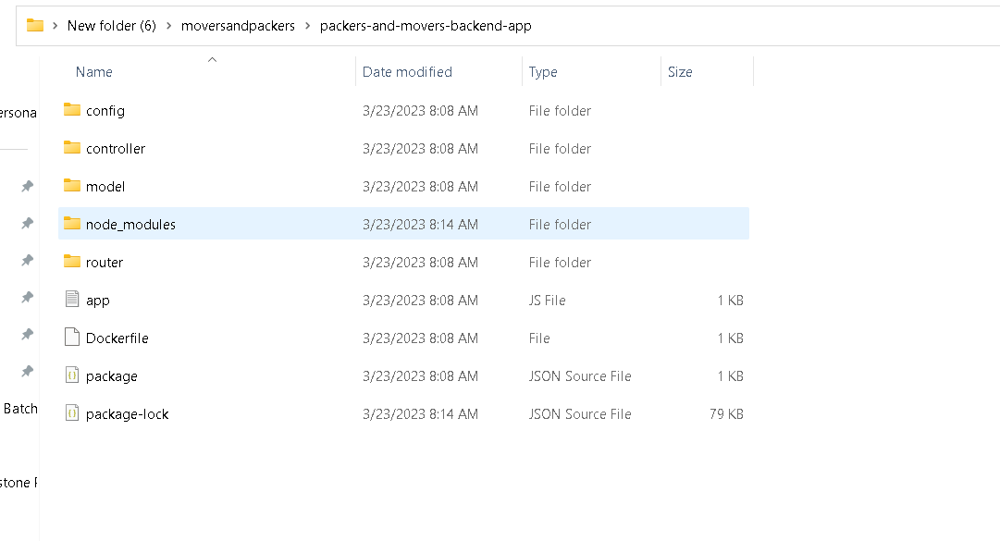 New folder (6) > moversandpackers > packers-and-movers-backend-app
Name Date modified Type Size
config 3/23/2023 8:08 AM File folder
ersona
controller 3/23/2023 8:08 AM File folder
model 3/23/2023 8:08 AM File folder
node_modules 3/23/2023 8:14 AM File folder
router 3/23/2023 8:08 AM File folder
app 3/23/2023 8:08 AM JS File 1 KB
Dockerfile 3/23/2023 8:08 AM File 1 KB
package 3/23/2023 8:08 AM JSON Source File 1 KB
Batch
package-lock 3/23/2023 8:14 AM JSON Source File 79 KB
stone